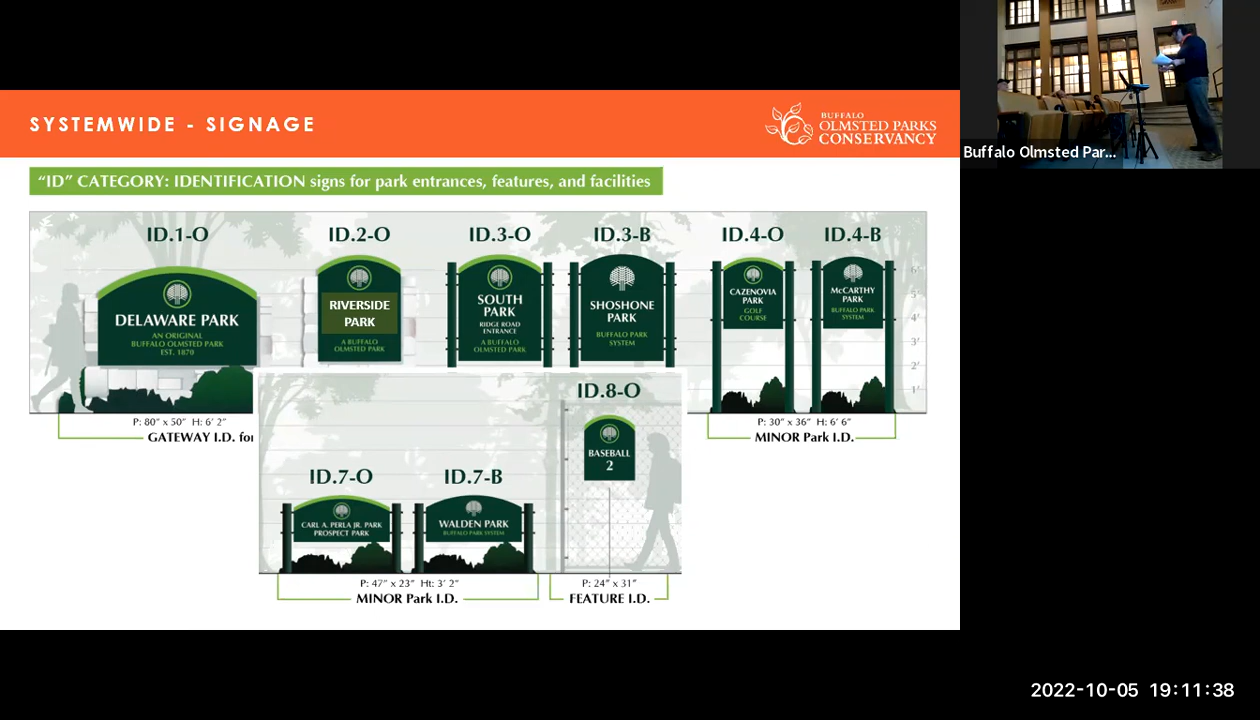 SYSTEMWIDE - SIGNAGE
BUFFALO
OLMSTED PARKS
CONSERVANCY
Buffalo Olmsted Par...
“ID” CATEGORY: IDENTIFICATION signs for park entrances, features, and facilities
ID.1-O
ID.2-O
ID.3-O
ID.3-B
ID.4-O
ID.4-B
DELAWARE PARK
AN ORIGINAL
BUFFALO OLMSTED PARK
EST. 1870
RIVERSIDE
PARK
A BUFFALO
OLMSTED PARK
SOUTH
PARK
RIDGE ROAD
ENTRANCE
A BUFFALO
OLMSTED PARK
SHOSHONE
PARK
BUFFALO PARK
SYSTEM
CAZENOVIA
PARK
GOLF
COURSE
McCARTHY
PARK
BUFFALO PARK
SYSTEM
6'
5'
4'
3'
2'
1'
P: 80” x 50”  H: 6’ 2”
GATEWAY I.D. for
P: 30” x 36”  H: 6’ 6”
MINOR Park I.D.
ID.8-O
BASEBALL
2
ID.7-O
ID.7-B
CARL A. PERLA JR. PARK
PROSPECT PARK
WALDEN PARK
BUFFALO PARK SYSTEM
P: 47” x 23”  Ht: 3’ 2”
MINOR Park I.D.
P: 24” x 31”
FEATURE I.D.
2022-10-05 19:11:38